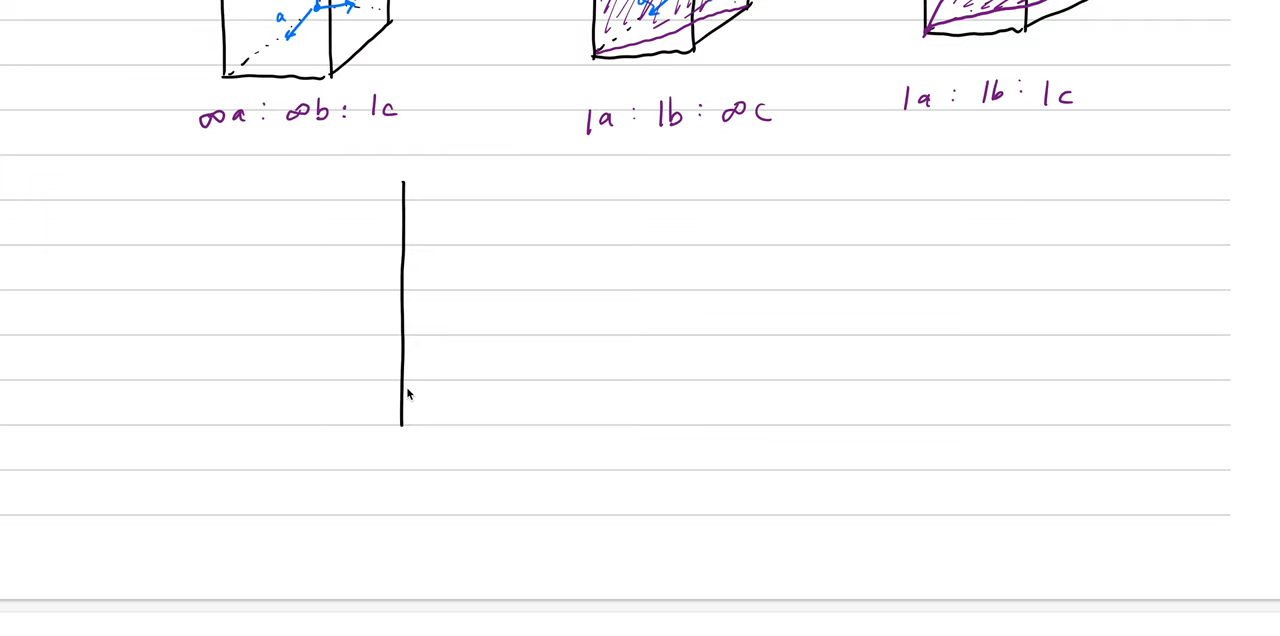 a
∞a : ∞b : 1c
1a : 1b : ∞c
1a : 1b : 1c